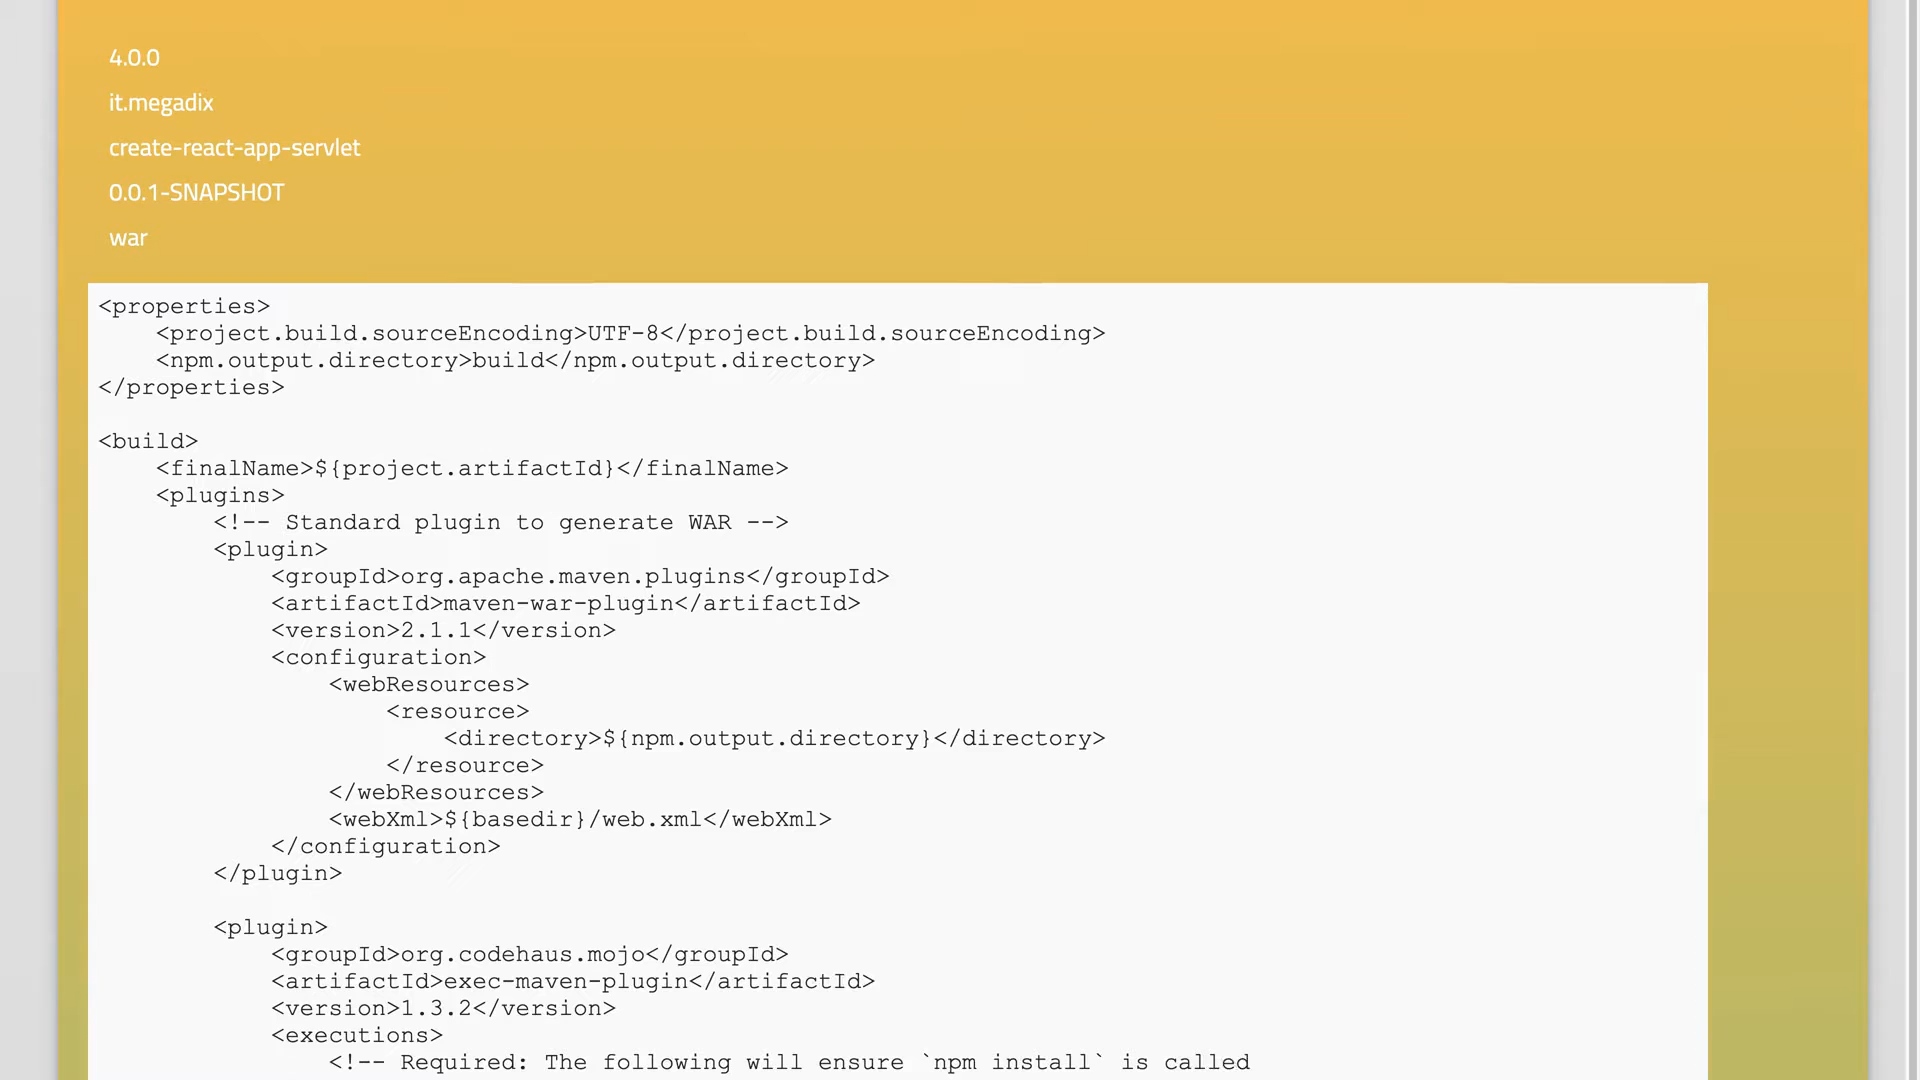 4.0.0
it.megadix
create-react-app-servlet
0.0.1-SNAPSHOT
war
<properties>
    <project.build.sourceEncoding>UTF-8</project.build.sourceEncoding>
    <npm.output.directory>build</npm.output.directory>
</properties>

<build>
    <finalName>${project.artifactId}</finalName>
    <plugins>
        <!-- Standard plugin to generate WAR -->
        <plugin>
            <groupId>org.apache.maven.plugins</groupId>
            <artifactId>maven-war-plugin</artifactId>
            <version>2.1.1</version>
            <configuration>
                <webResources>
                    <resource>
                        <directory>${npm.output.directory}</directory>
                    </resource>
                </webResources>
                <webXml>${basedir}/web.xml</webXml>
            </configuration>
        </plugin>

        <plugin>
            <groupId>org.codehaus.mojo</groupId>
            <artifactId>exec-maven-plugin</artifactId>
            <version>1.3.2</version>
            <executions>
                <!-- Required: The following will ensure `npm install` is called